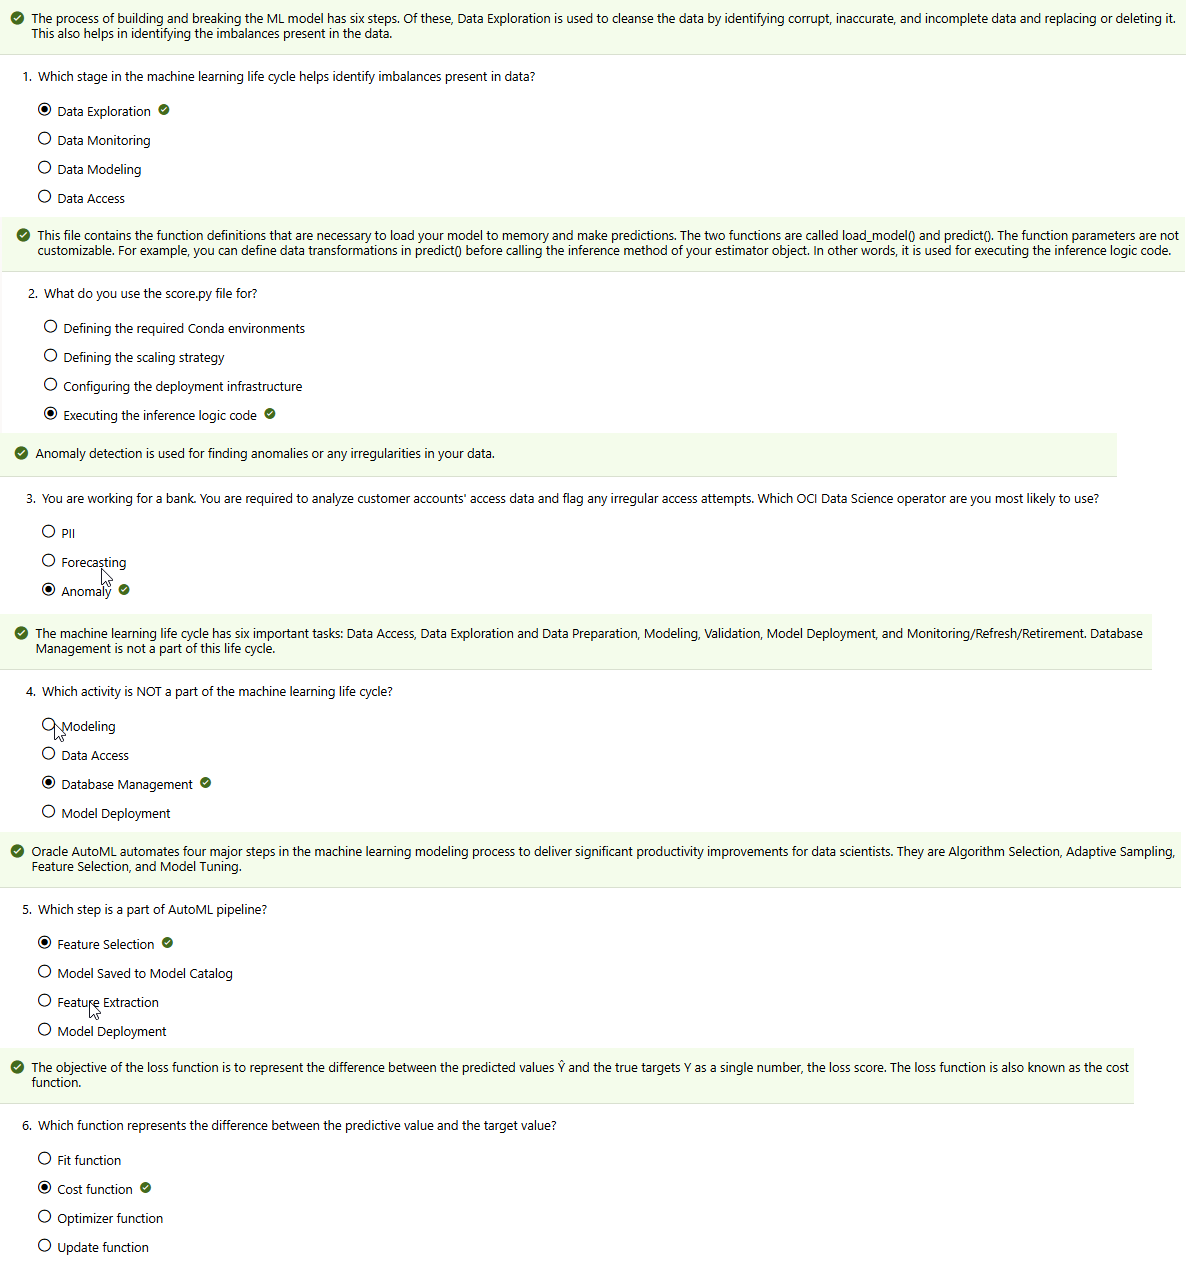 The process of building and breaking the ML model has six steps. Of these, Data Exploration is used to cleanse the data by identifying corrupt, inaccurate, and incomplete data and replacing or deleting it.
This also helps in identifying the imbalances present in the data.
1. Which stage in the machine learning life cycle helps identify imbalances present in data?
Data Exploration
Data Monitoring
Data Modeling
Data Access
This file contains the function definitions that are necessary to load your model to memory and make predictions. The two functions are called load_model() and predict(). The function parameters are not
customizable. For example, you can define data transformations in predict() before calling the inference method of your estimator object. In other words, it is used for executing the inference logic code.
2. What do you use the score.py file for?
Defining the required Conda environments
Defining the scaling strategy
Configuring the deployment infrastructure
Executing the inference logic code
Anomaly detection is used for finding anomalies or any irregularities in your data.
3. You are working for a bank. You are required to analyze customer accounts' access data and flag any irregular access attempts. Which OCI Data Science operator are you most likely to use?
PII
Forecasting
Anomaly
The machine learning life cycle has six important tasks: Data Access, Data Exploration and Data Preparation, Modeling, Validation, Model Deployment, and Monitoring/Refresh/Retirement. Database
Management is not a part of this life cycle.
4. Which activity is NOT a part of the machine learning life cycle?
Modeling
Data Access
Database Management
Model Deployment
Oracle AutoML automates four major steps in the machine learning modeling process to deliver significant productivity improvements for data scientists. They are Algorithm Selection, Adaptive Sampling,
Feature Selection, and Model Tuning.
5. Which step is a part of AutoML pipeline?
Feature Selection
Model Saved to Model Catalog
Feature Extraction
Model Deployment
The objective of the loss function is to represent the difference between the predicted values Ŷ and the true targets Y as a single number, the loss score. The loss function is also known as the cost
function.
6. Which function represents the difference between the predictive value and the target value?
Fit function
Cost function
Optimizer function
Update function